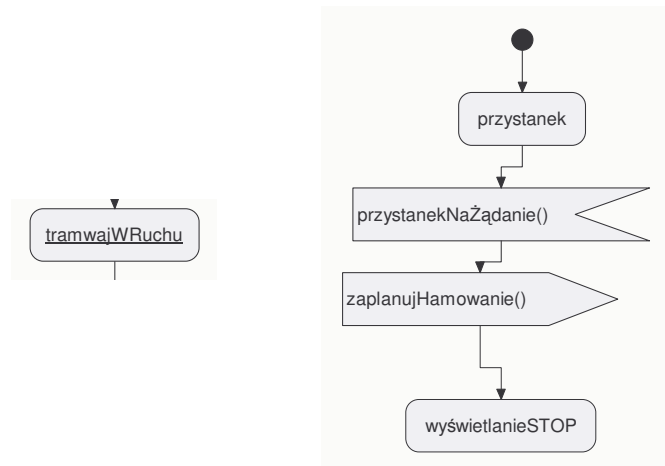 przystanek
przystanekNaŻądanie()
tramwajWRuchu
zaplanujHamowanie()
wyświetlanieSTOP